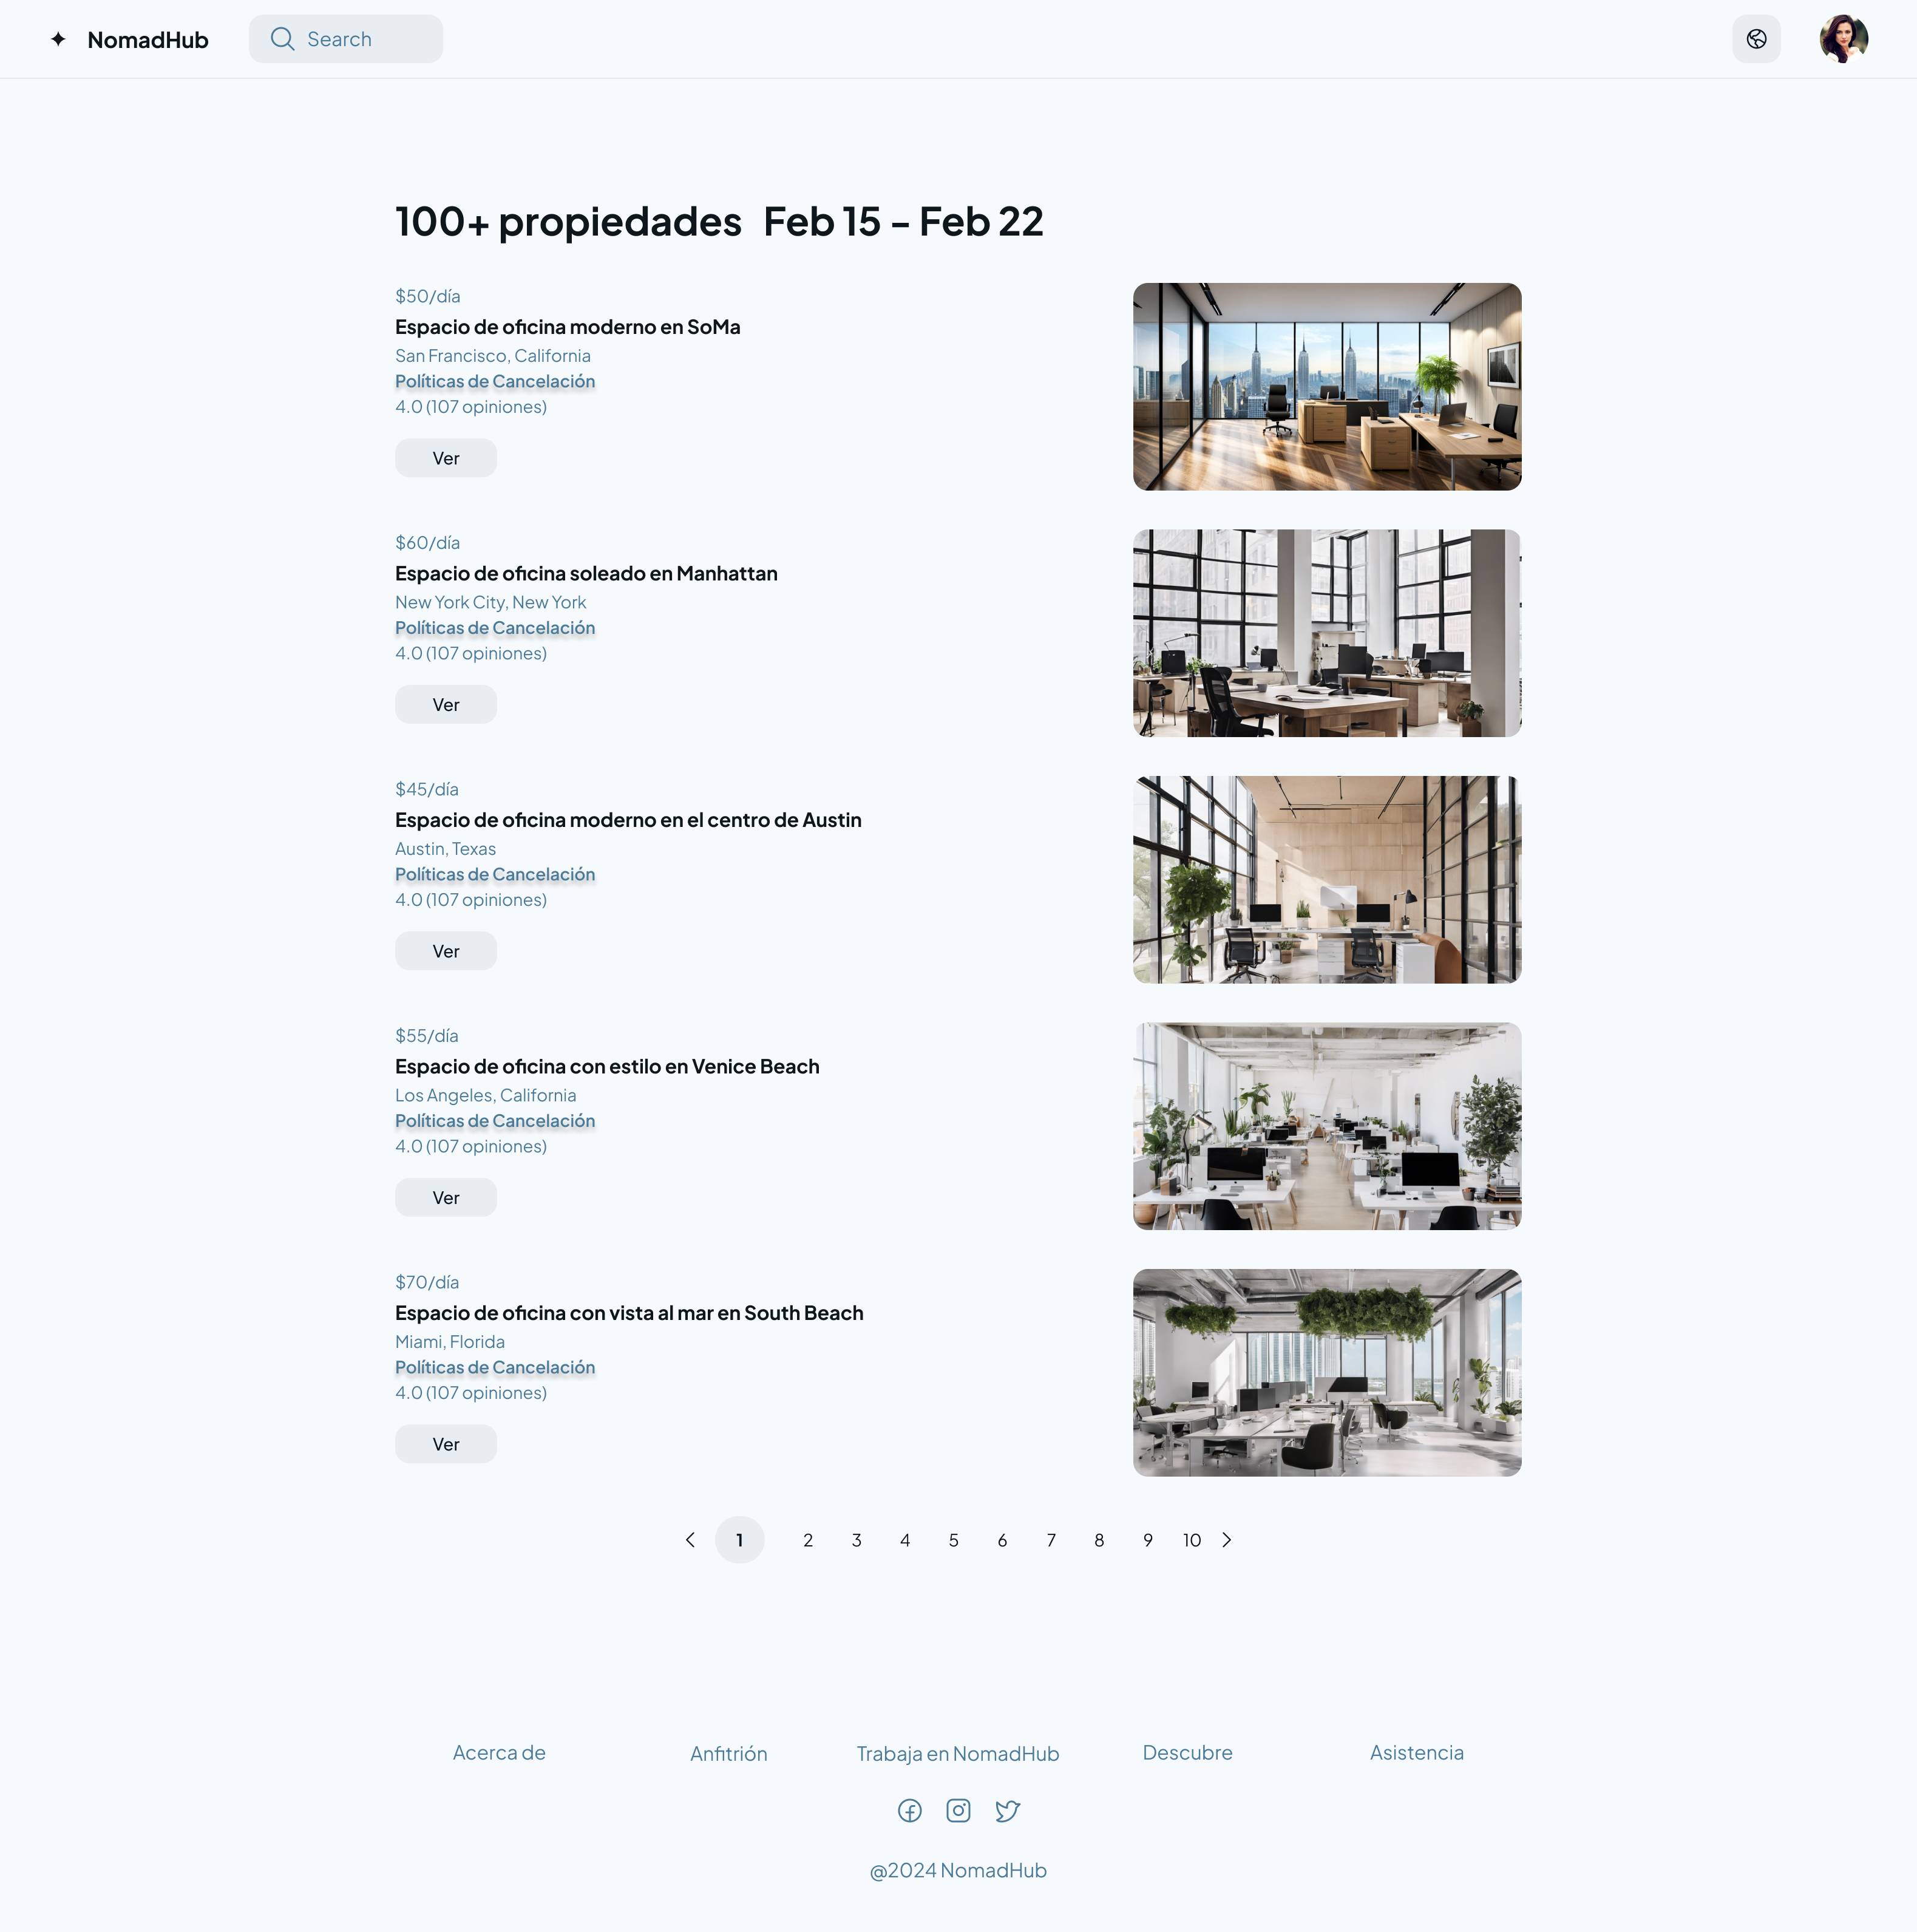 NomadHub
Search
100+ propiedades Feb 15 – Feb 22
$50/día
Espacio de oficina moderno en SoMa
San Francisco, California
Políticas de Cancelación
4.0 (107 opiniones)
Ver
$60/día
Espacio de oficina soleado en Manhattan
New York City, New York
Políticas de Cancelación
4.0 (107 opiniones)
Ver
$45/día
Espacio de oficina moderno en el centro de Austin
Austin, Texas
Políticas de Cancelación
4.0 (107 opiniones)
Ver
$55/día
Espacio de oficina con estilo en Venice Beach
Los Angeles, California
Políticas de Cancelación
4.0 (107 opiniones)
Ver
$70/día
Espacio de oficina con vista al mar en South Beach
Miami, Florida
Políticas de Cancelación
4.0 (107 opiniones)
Ver
1 2 3 4 5 6 7 8 9 10
Acerca de Anfitrión Trabaja en NomadHub Descubre Asistencia
@2024 NomadHub